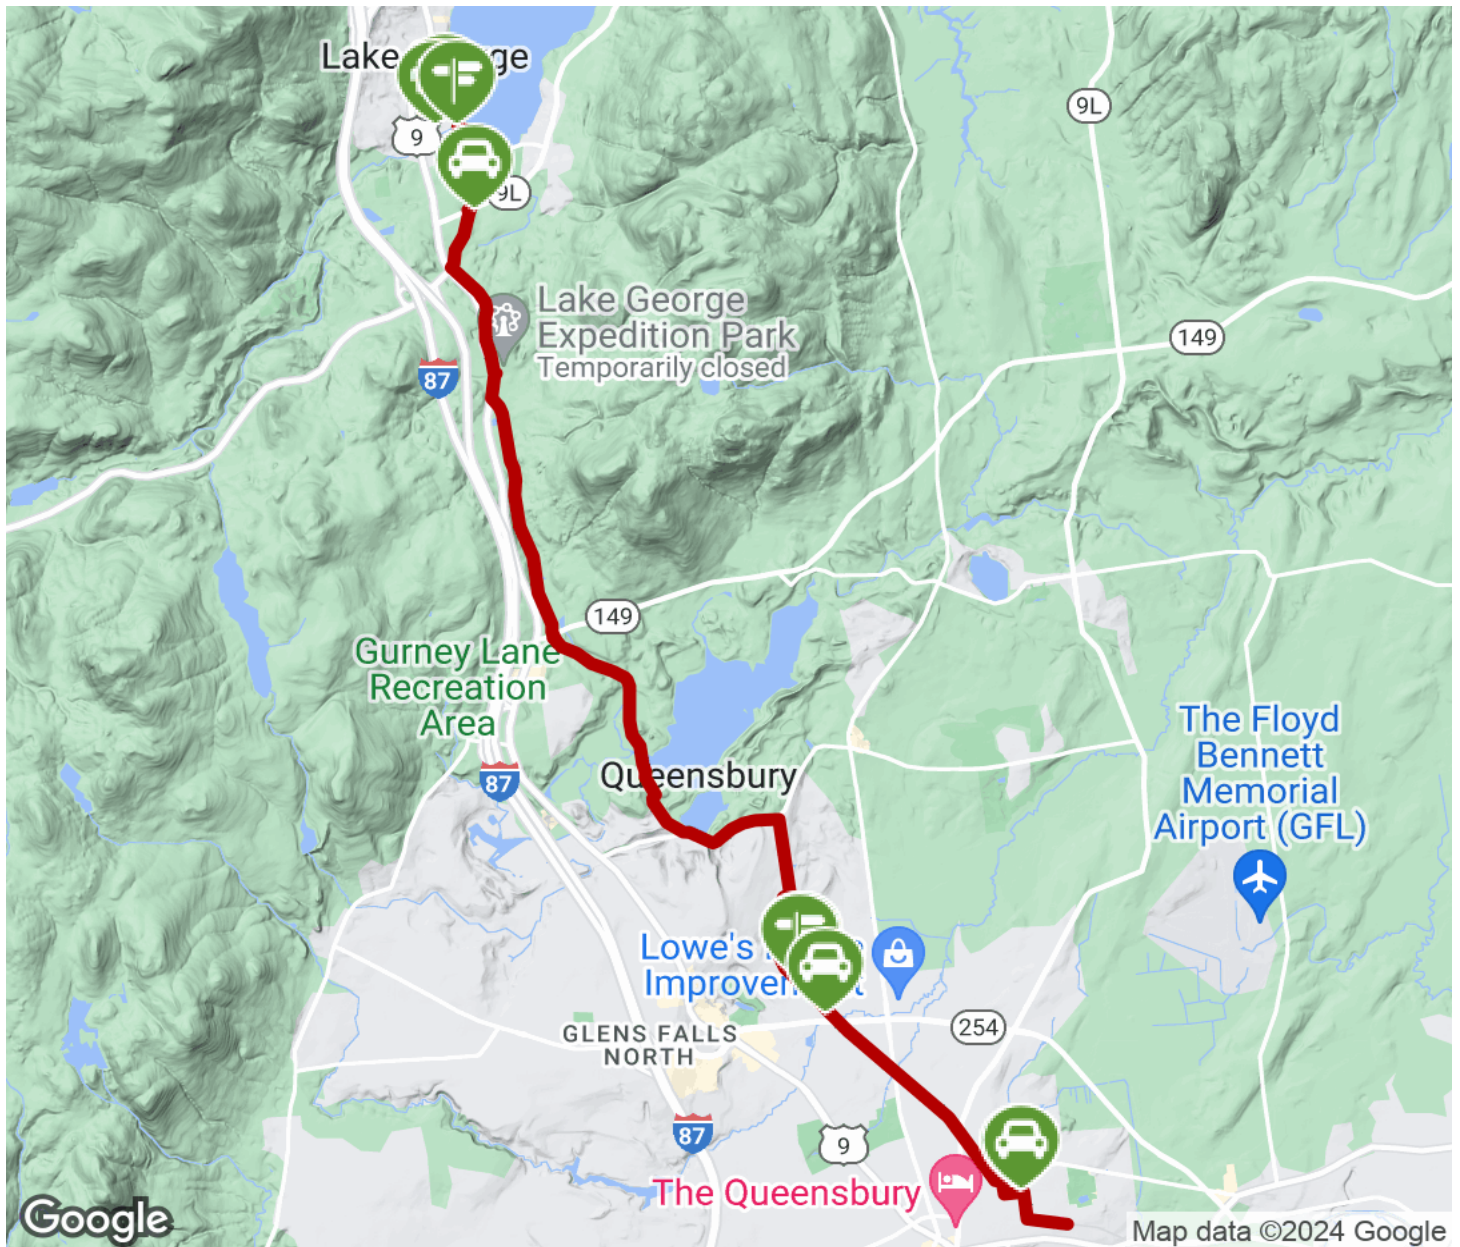 Lake George
9
9L
9L
149
Lake George
Expedition Park
Temporarily closed
87
149
Gurney Lane
Recreation
Area
The Floyd
Bennett
Memorial
Airport (GFL)
87
Queensbury
Lowe's
GLENS FALLS
NORTH
254
87
9
The Queensbury
Google
Map data ©2024 Google